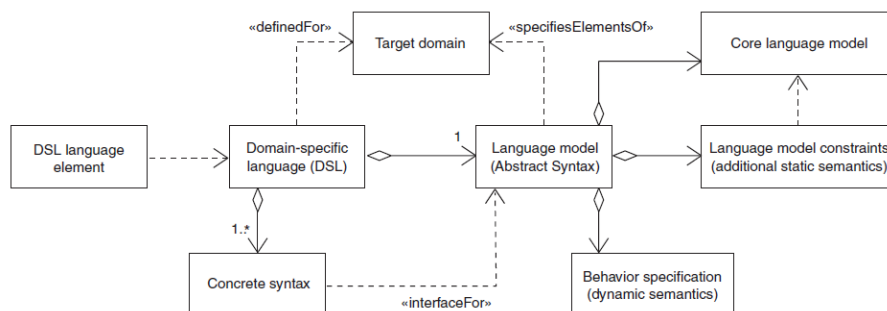 «definedFor»
Target domain
«specifiesElementsOf»
Core language model
DSL language
element
Domain-specific
language (DSL)
1
Language model
(Abstract Syntax)
Language model constraints
(additional static semantics)
1..*
Concrete syntax
«interfaceFor»
Behavior specification
(dynamic semantics)